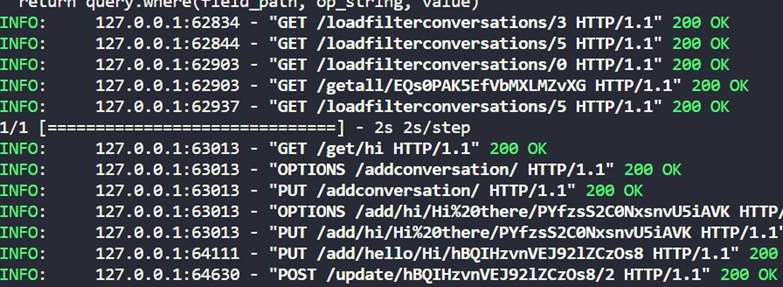 return query.where(field_path, op_string, value)
INFO: 127.0.0.1:62834 - "GET /loadfilterconversations/3 HTTP/1.1" 200 OK
INFO: 127.0.0.1:62844 - "GET /loadfilterconversations/5 HTTP/1.1" 200 OK
INFO: 127.0.0.1:62903 - "GET /loadfilterconversations/0 HTTP/1.1" 200 OK
INFO: 127.0.0.1:62903 - "GET /getall/EQs0PAK5EfVbMXLMZvXG HTTP/1.1" 200 OK
INFO: 127.0.0.1:62937 - "GET /loadfilterconversations/5 HTTP/1.1" 200 OK
1/1 [==============================] - 2s 2s/step
INFO: 127.0.0.1:63013 - "GET /get/hi HTTP/1.1" 200 OK
INFO: 127.0.0.1:63013 - "OPTIONS /addconversation/ HTTP/1.1" 200 OK
INFO: 127.0.0.1:63013 - "PUT /addconversation/ HTTP/1.1" 200 OK
INFO: 127.0.0.1:63013 - "OPTIONS /add/hi/Hi%20there/PYfzsS2C0NxsnvU5iAVK HTTP/
INFO: 127.0.0.1:63013 - "PUT /add/hi/Hi%20there/PYfzsS2C0NxsnvU5iAVK HTTP/1.1"
INFO: 127.0.0.1:64111 - "PUT /add/hello/Hi/hBQIHzvnVEJ92lZCzOs8 HTTP/1.1" 200
INFO: 127.0.0.1:64630 - "POST /update/hBQIHzvnVEJ92lZCzOs8/2 HTTP/1.1" 200 OK